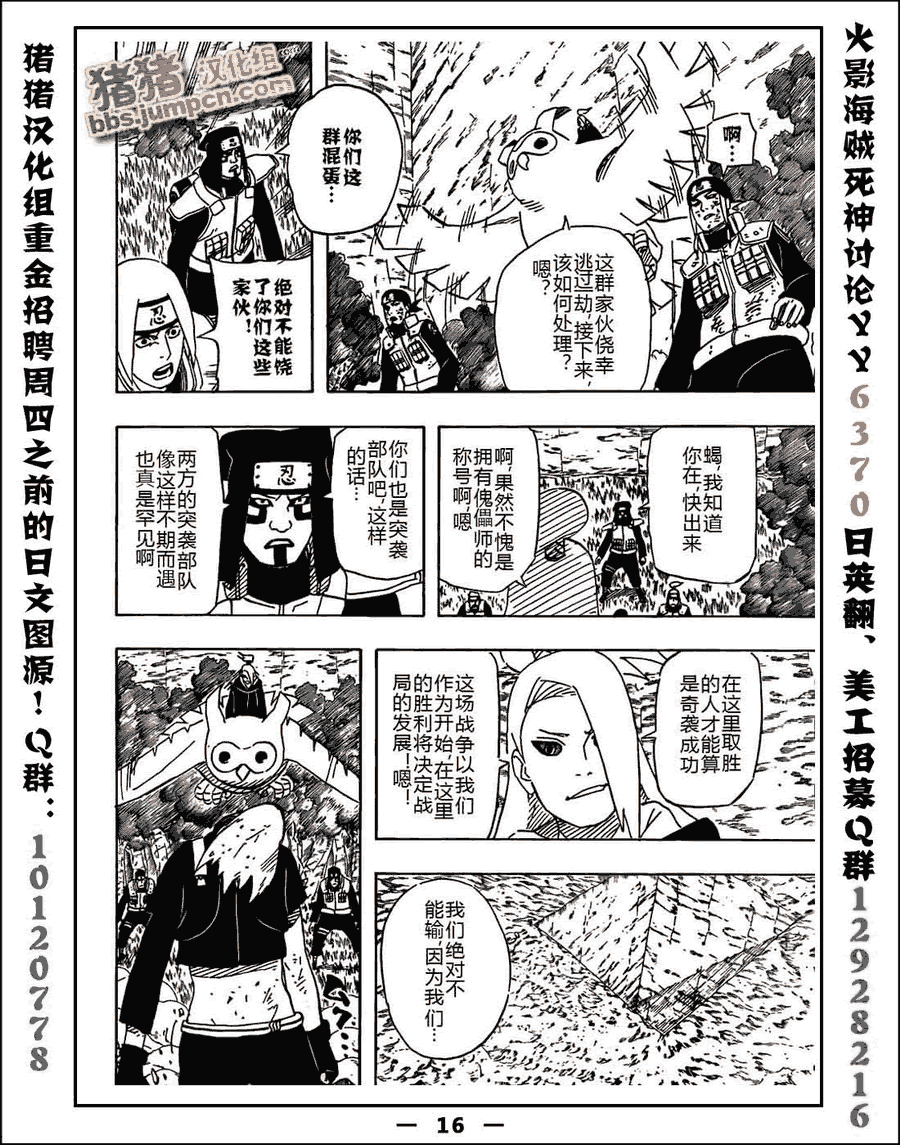 火影海贼死神讨论YY6370日英翻、美工招募Q群129288216
猪猪汉化组重金招聘周四之前的日文图源！Q群：10120778
猪猪 汉化组
bbs.jumpcn.com
啊…
这群家伙侥幸
逃过劫,接下来,
该如何处理?
嗯?
你们这
群混蛋…
绝对不能饶
了你们这些
家伙!
蝎,我知道
你在,快出来
啊,果然不愧是
拥有傀儡师的
称号啊,嗯
你们也是突袭
部队吧,这样
的话…
两方的突袭部队
像这样不期而遇
也真是罕见啊
在这里取胜
的人才能算
是奇袭成功
这场战争以我们
作为开始,在这里
的胜利将决定战
局的发展!嗯!
我们绝对不
能输,因为我们…
忍
忍
— 16 —